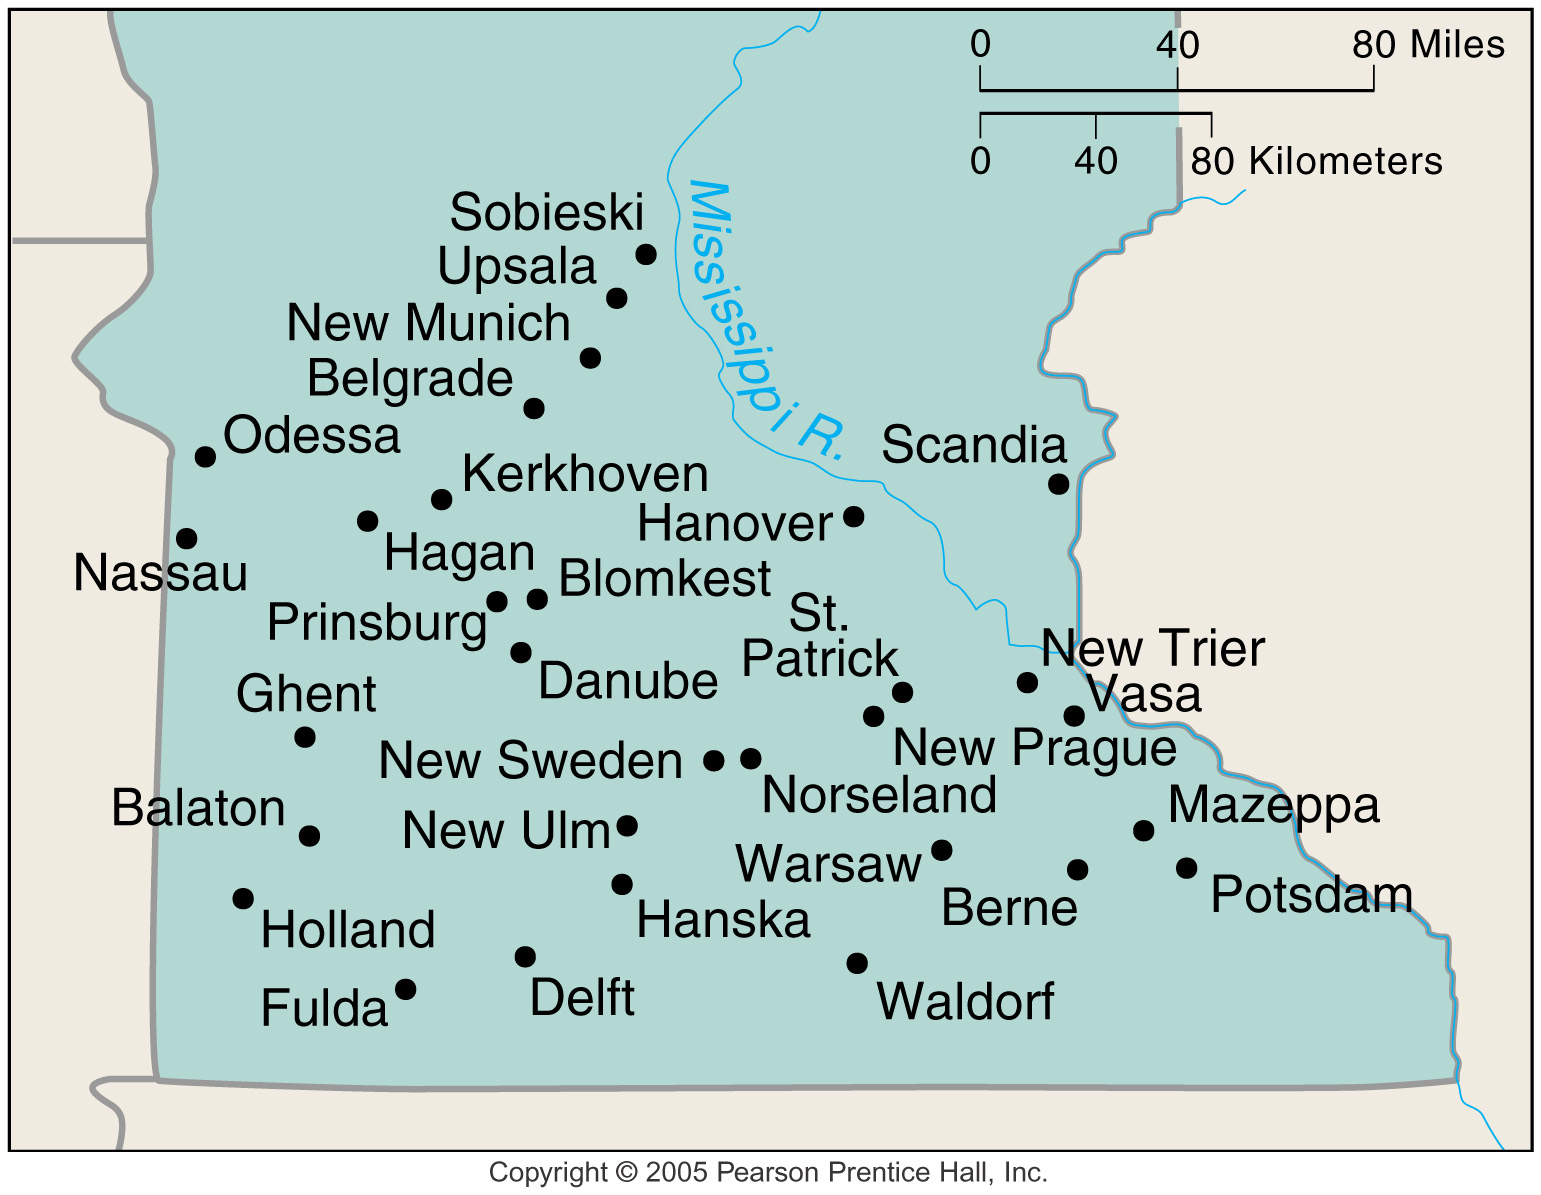 0 40 80 Miles
0 40 80 Kilometers
Sobieski
Upsala
New Munich
Belgrade
Mississippi R.
Odessa
Scandia
Kerkhoven
Hanover
Hagan
Nassau
Blomkest
St.
Patrick
Prinsburg
New Trier
Danube
Vasa
Ghent
New Prague
New Sweden
Norseland
Balaton
Mazeppa
New Ulm
Warsaw
Berne
Potsdam
Hanska
Holland
Delft
Waldorf
Fulda
Copyright © 2005 Pearson Prentice Hall, Inc.